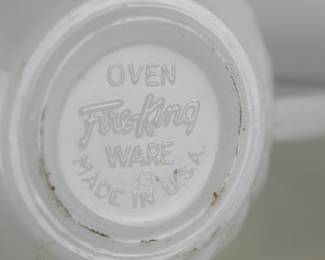 OVEN
Fire-King
WARE
13
MADE IN U.S.A.